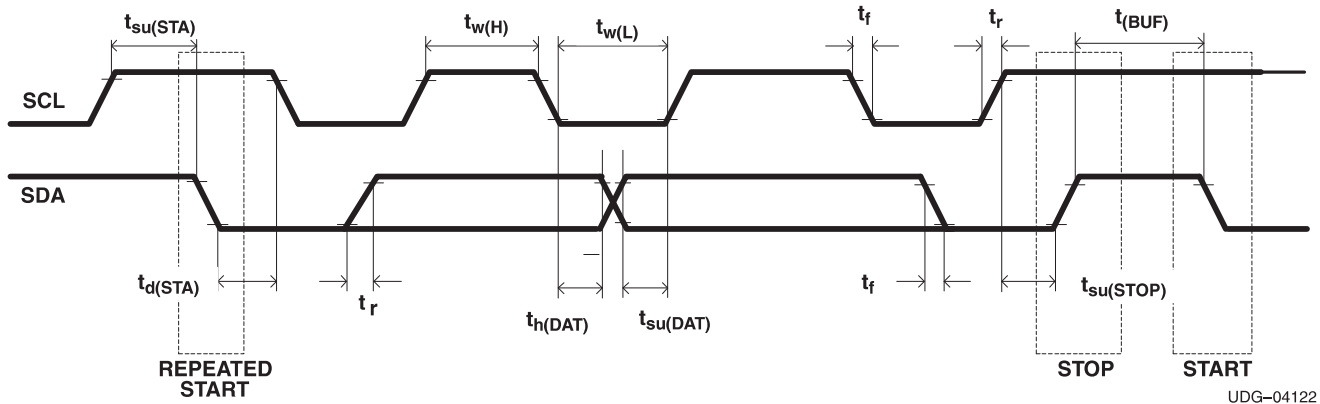 tsu(STA)
tw(H)
tw(L)
tf
tr
t(BUF)
SCL
SDA
td(STA)
tr
th(DAT)
tsu(DAT)
tf
tsu(STOP)
REPEATED
START
STOP
START
UDG–04122